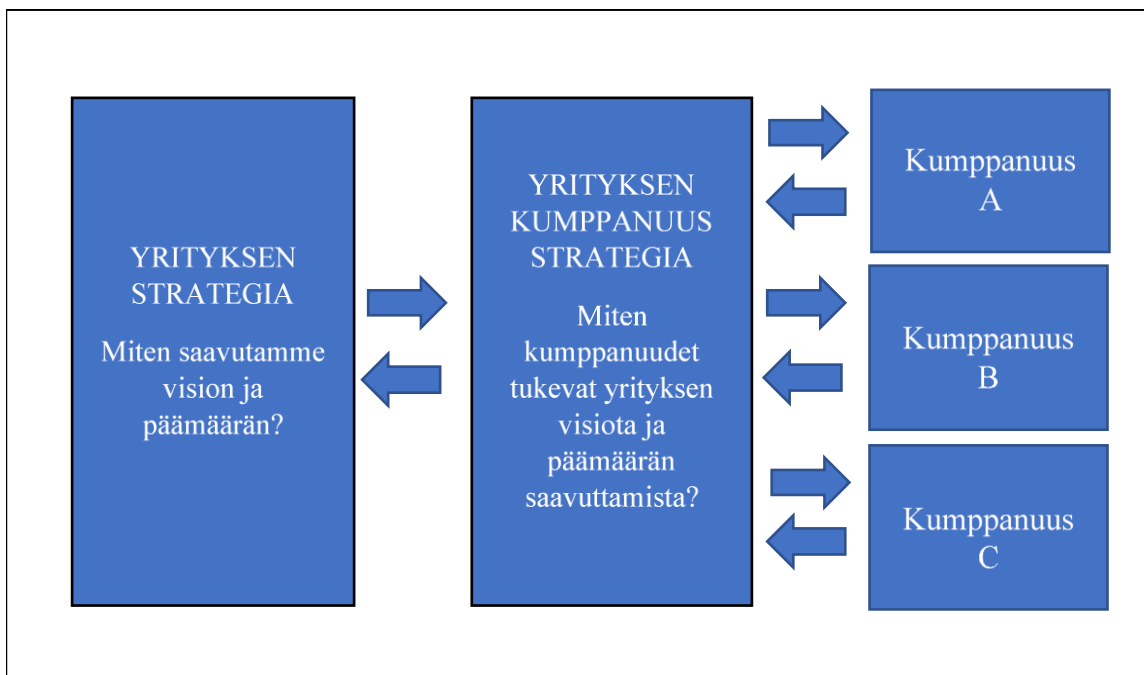 YRITYKSEN
STRATEGIA
Miten saavutamme
vision ja
päämäärän?
YRITYKSEN
KUMPPANUUS
STRATEGIA
Miten
kumppanuudet
tukevat yrityksen
visiota ja
päämäärän
saavuttamista?
Kumppanuus
A
Kumppanuus
B
Kumppanuus
C